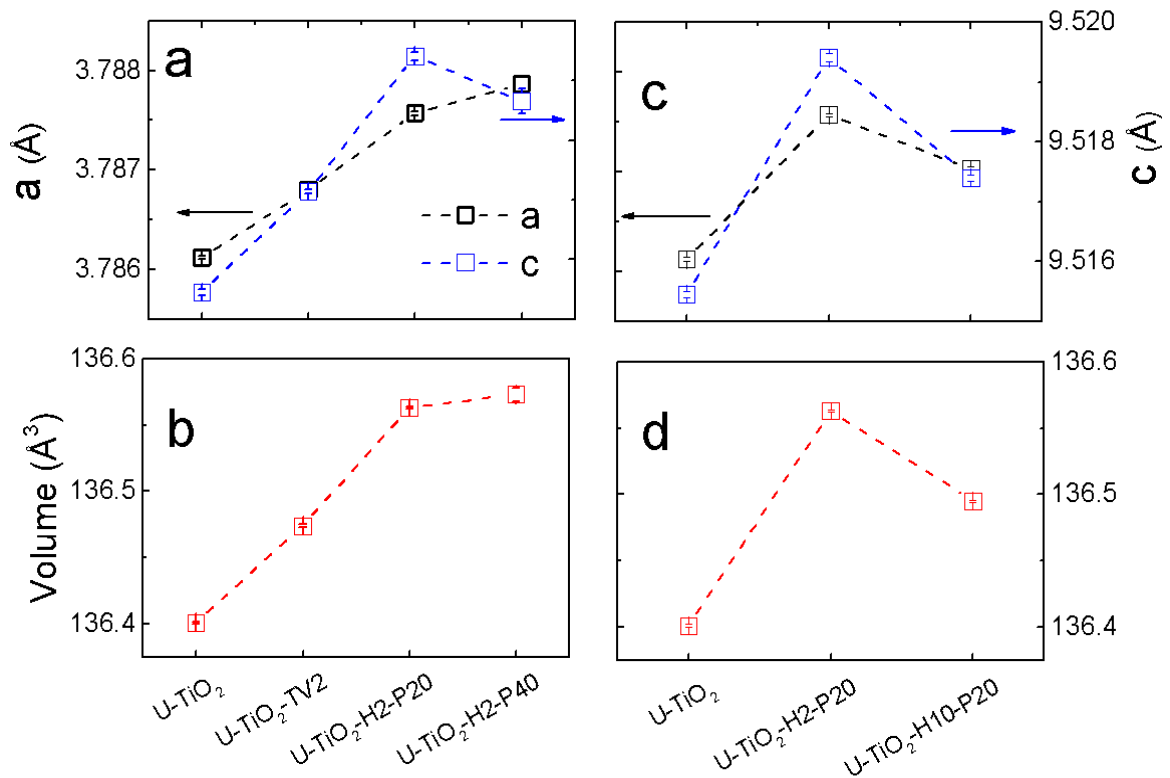 a
a (Å)
3.788
3.787
3.786
a
c
c
9.520
9.518
9.516
c (Å)
b
Volume (Å³)
136.6
136.5
136.4
U-TiO₂
U-TiO₂-TV2
U-TiO₂-H2-P20
U-TiO₂-H2-P40
d
136.6
136.5
136.4
U-TiO₂
U-TiO₂-H2-P20
U-TiO₂-H10-P20